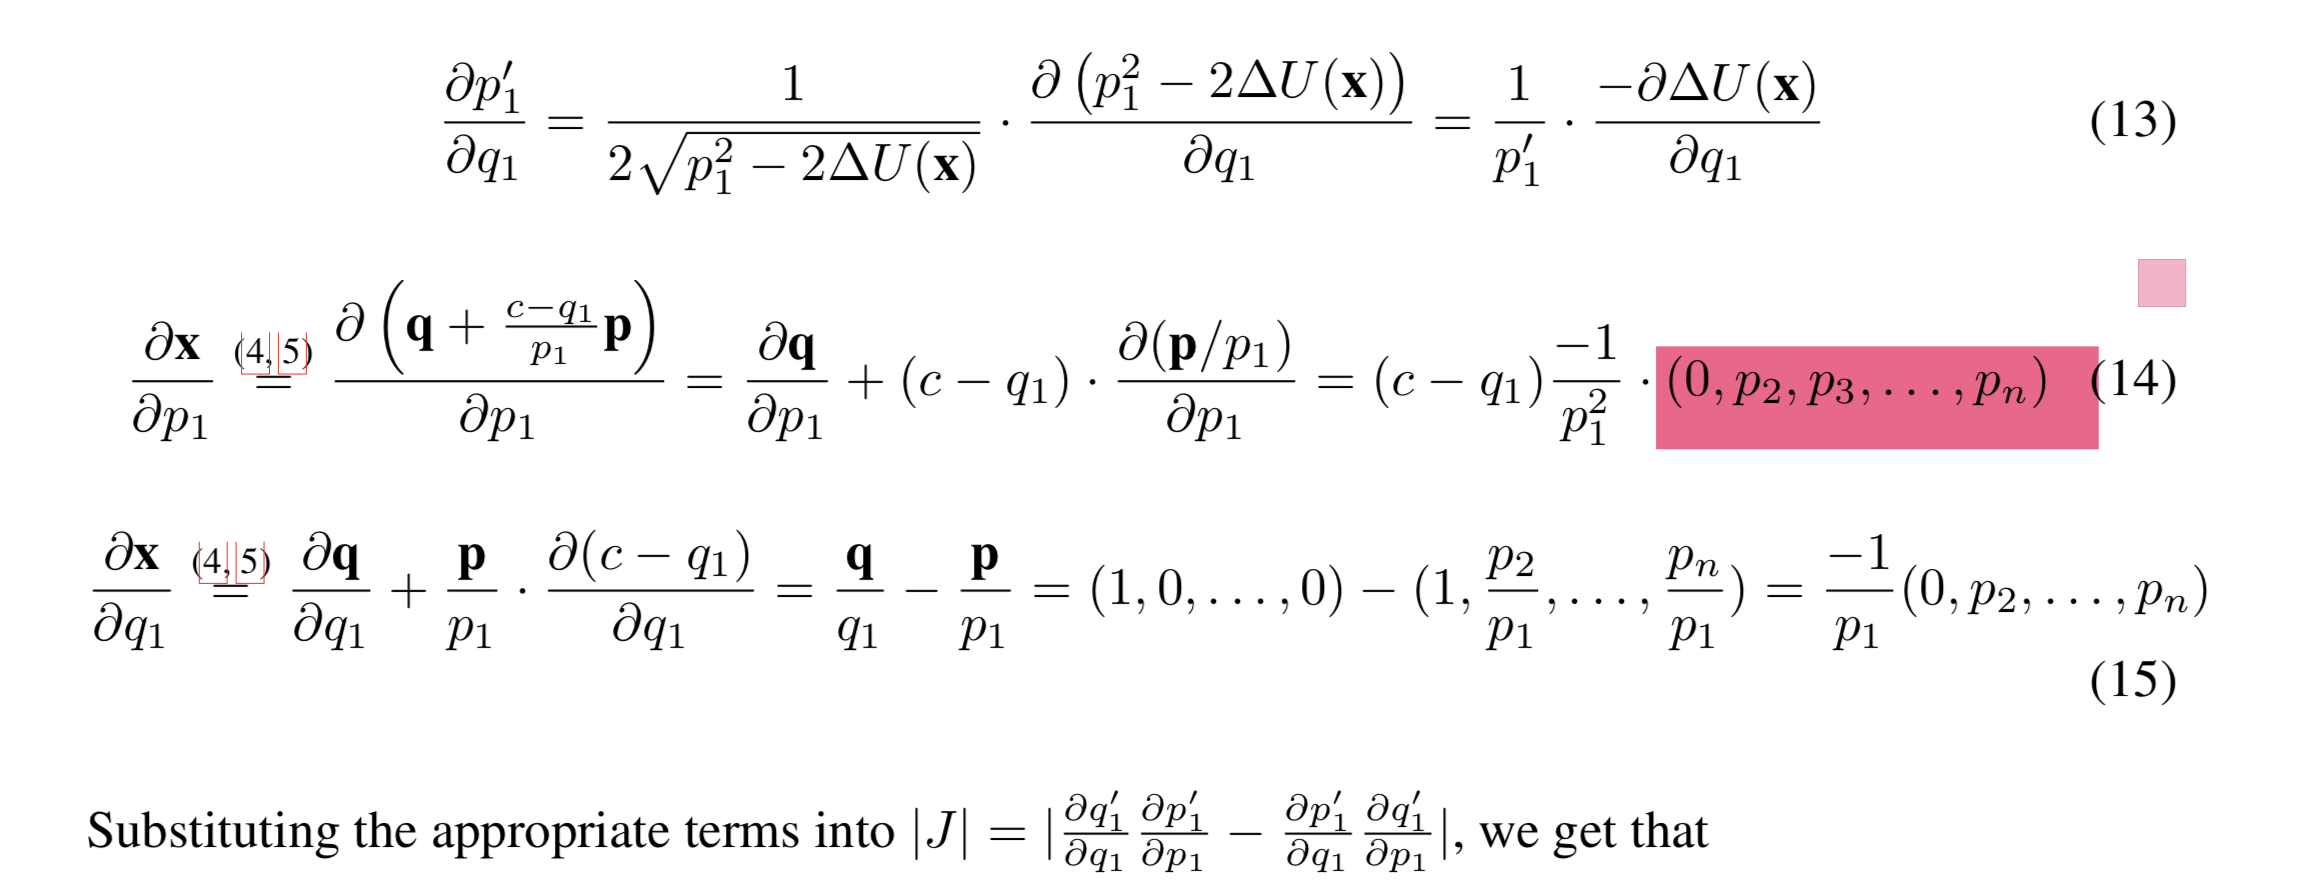 ∂p′₁/∂q₁ = 1/(2√(p₁² − 2ΔU(𝐱))) · ∂(p₁² − 2ΔU(𝐱))/∂q₁ = 1/p′₁ · −∂ΔU(𝐱)/∂q₁ (13)
∂𝐱/∂p₁ (4, 5)= ∂(𝐪 + (c−q₁)/p₁ 𝐩)/∂p₁ = ∂𝐪/∂p₁ + (c − q₁) · ∂(𝐩/p₁)/∂p₁ = (c − q₁) −1/p₁² · (0, p₂, p₃, . . . , pₙ) (14)
∂𝐱/∂q₁ (4, 5)= ∂𝐪/∂q₁ + 𝐩/p₁ · ∂(c − q₁)/∂q₁ = 𝐪/q₁ − 𝐩/p₁ = (1, 0, . . . , 0) − (1, p₂/p₁, . . . , pₙ/p₁) = −1/p₁ (0, p₂, . . . , pₙ)
(15)
Substituting the appropriate terms into |J| = |∂q′₁/∂q₁ ∂p′₁/∂p₁ − ∂p′₁/∂q₁ ∂q′₁/∂p₁|, we get that